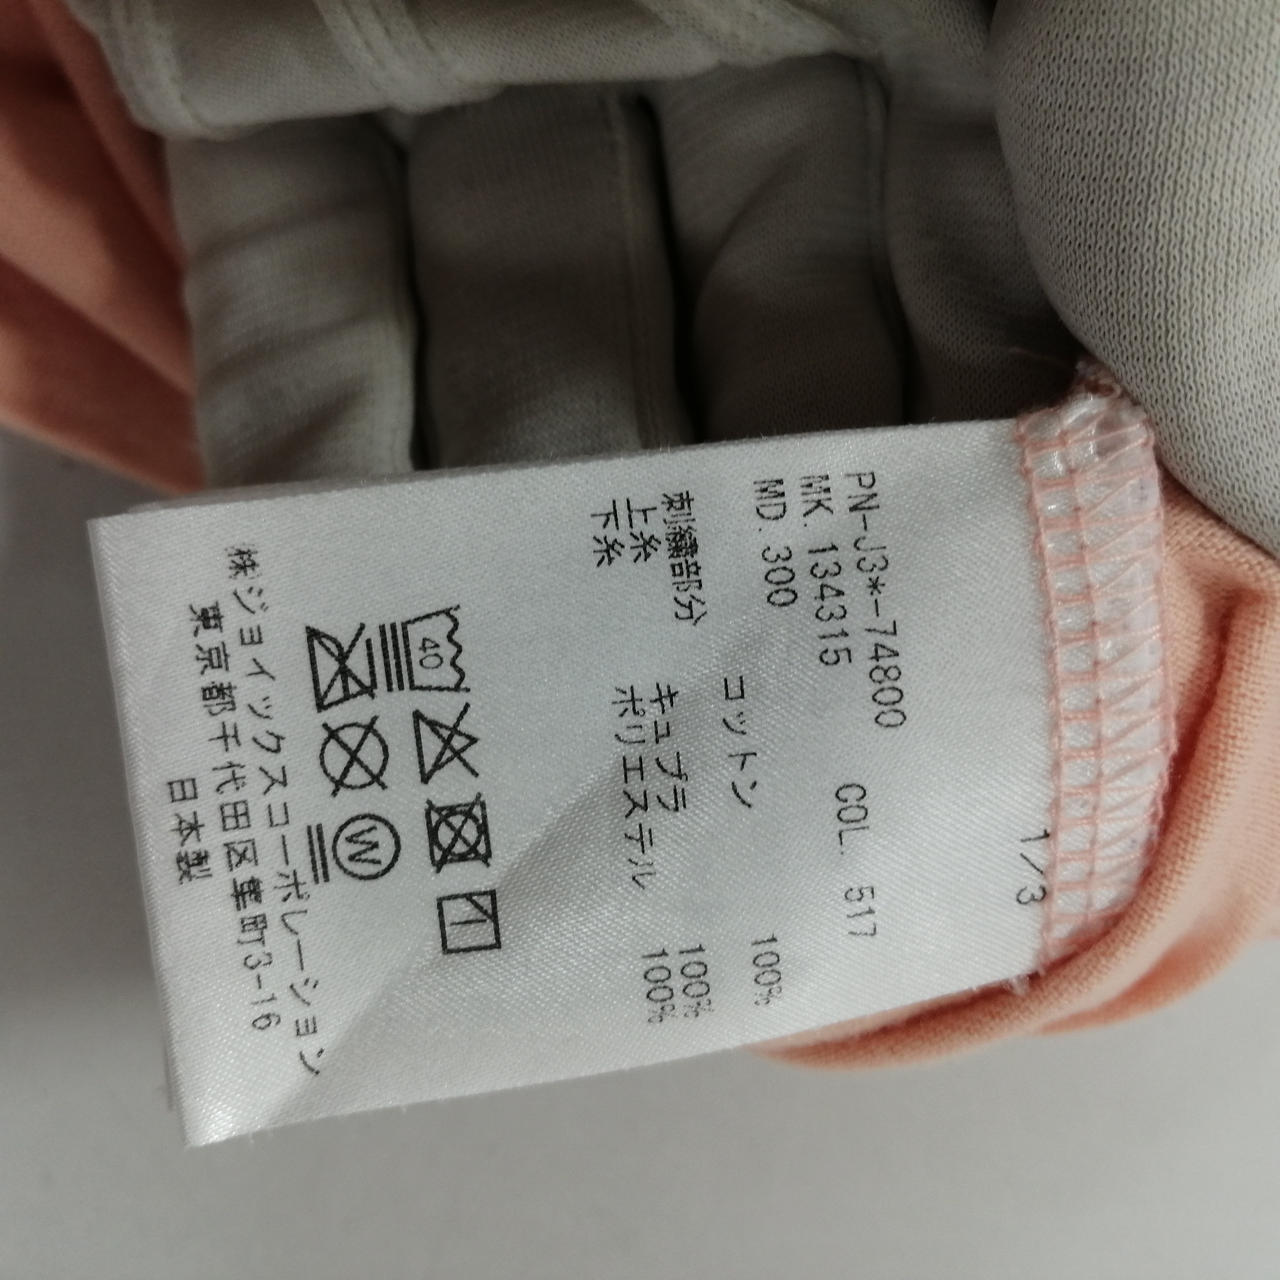 1/3
PN-J3*-74800
MK. 134315 COL. 517
MD. 300
コットン 100%
刺繍部分
上糸 キュプラ 100%
下糸 ポリエステル 100%
40
W
㈱ジョイックスコーポレーション
東京都千代田区隼町3-16
日本製